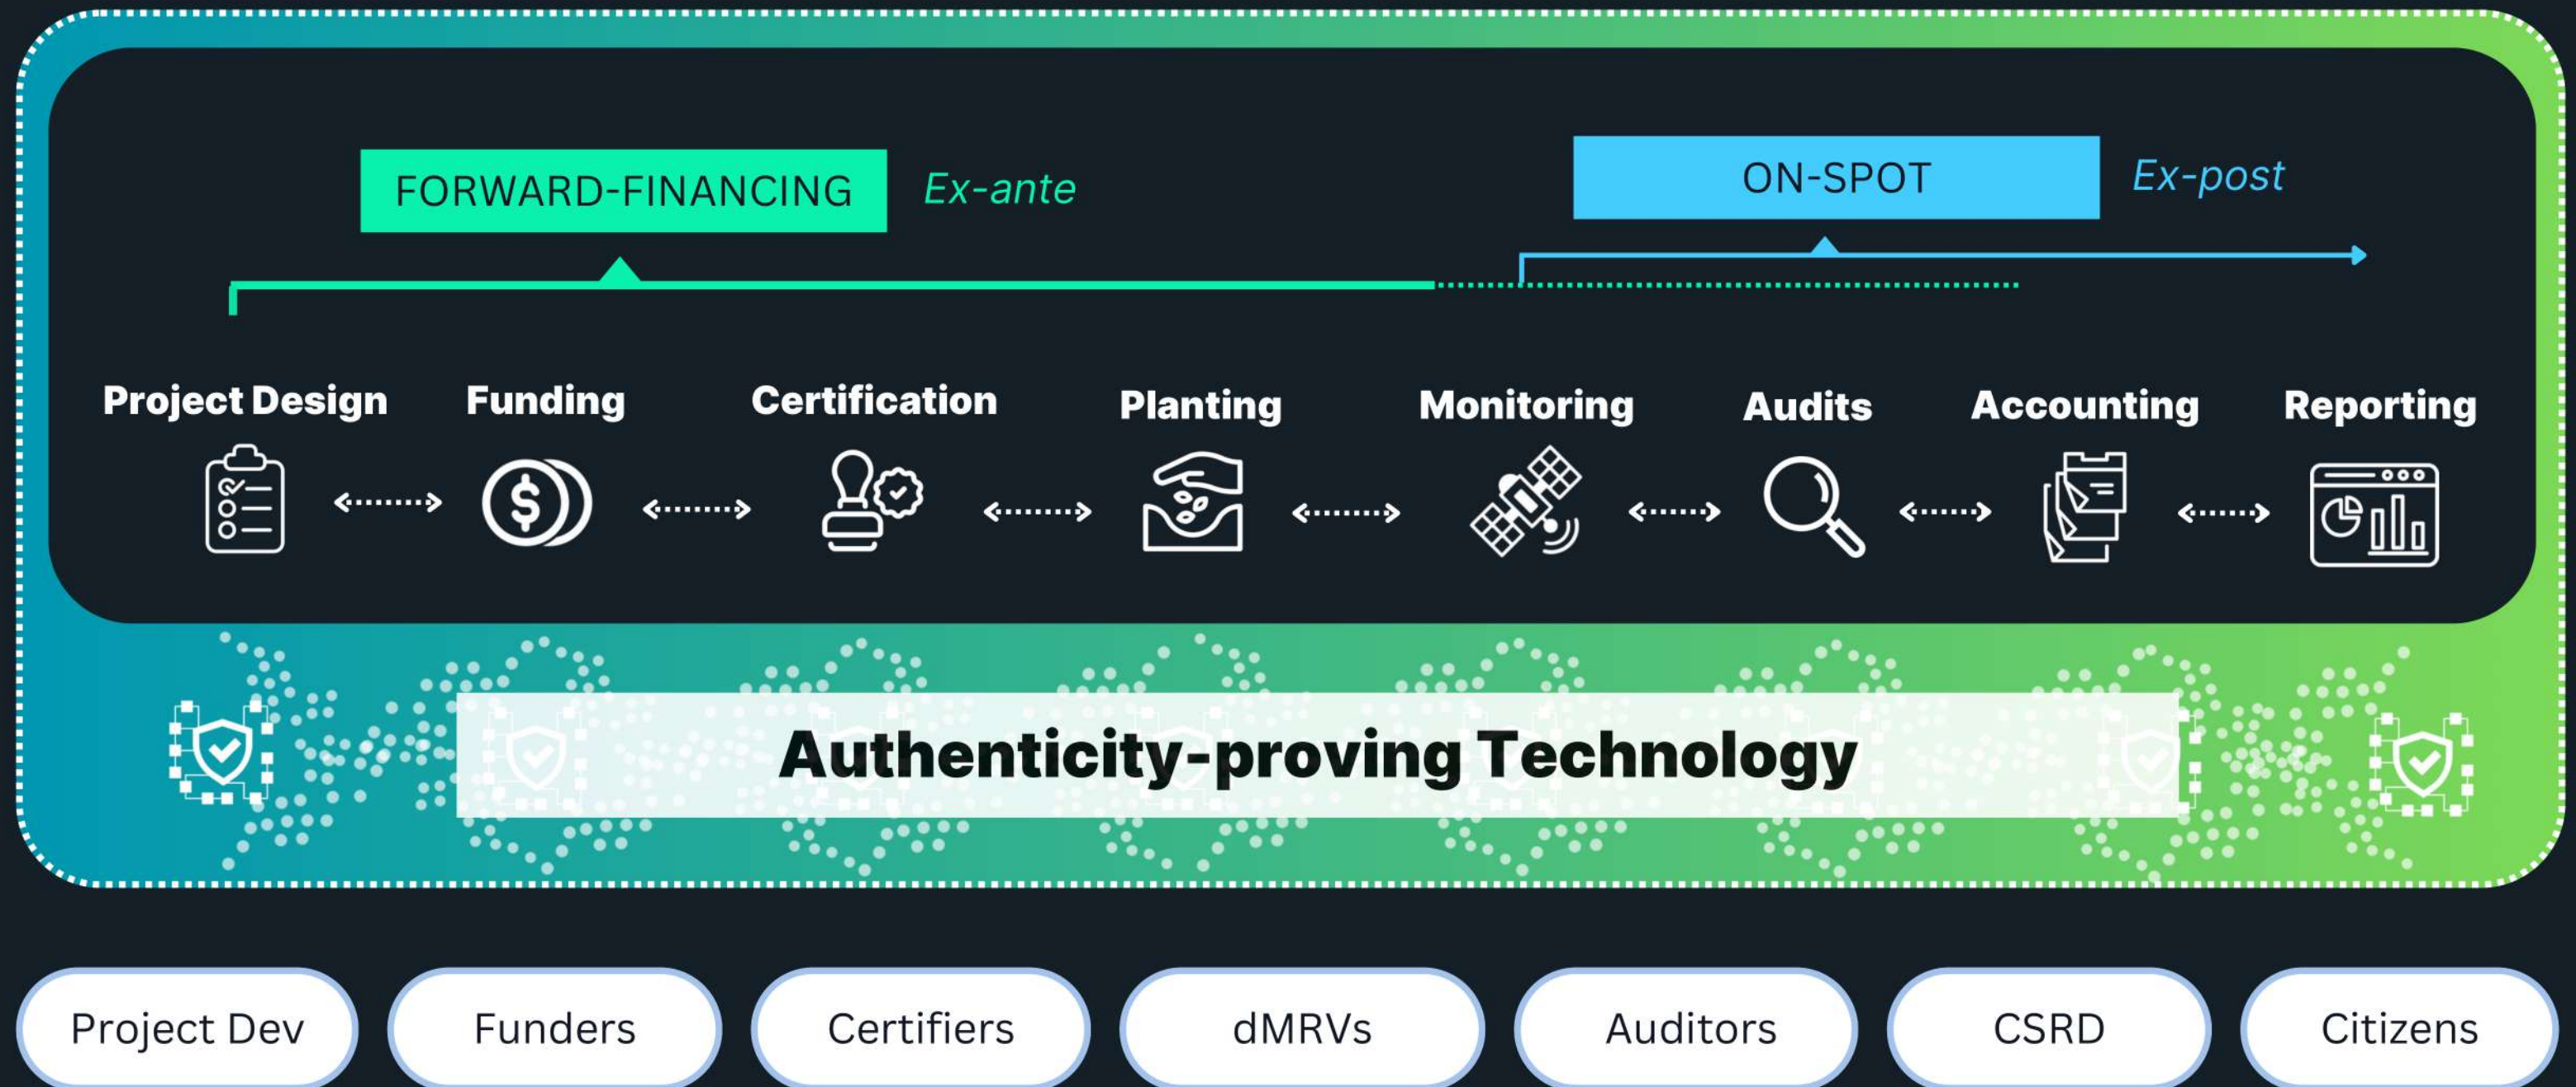 FORWARD-FINANCING Ex-ante
ON-SPOT Ex-post
Project Design Funding Certification Planting Monitoring Audits Accounting Reporting
Authenticity-proving Technology
Project Dev Funders Certifiers dMRVs Auditors CSRD Citizens